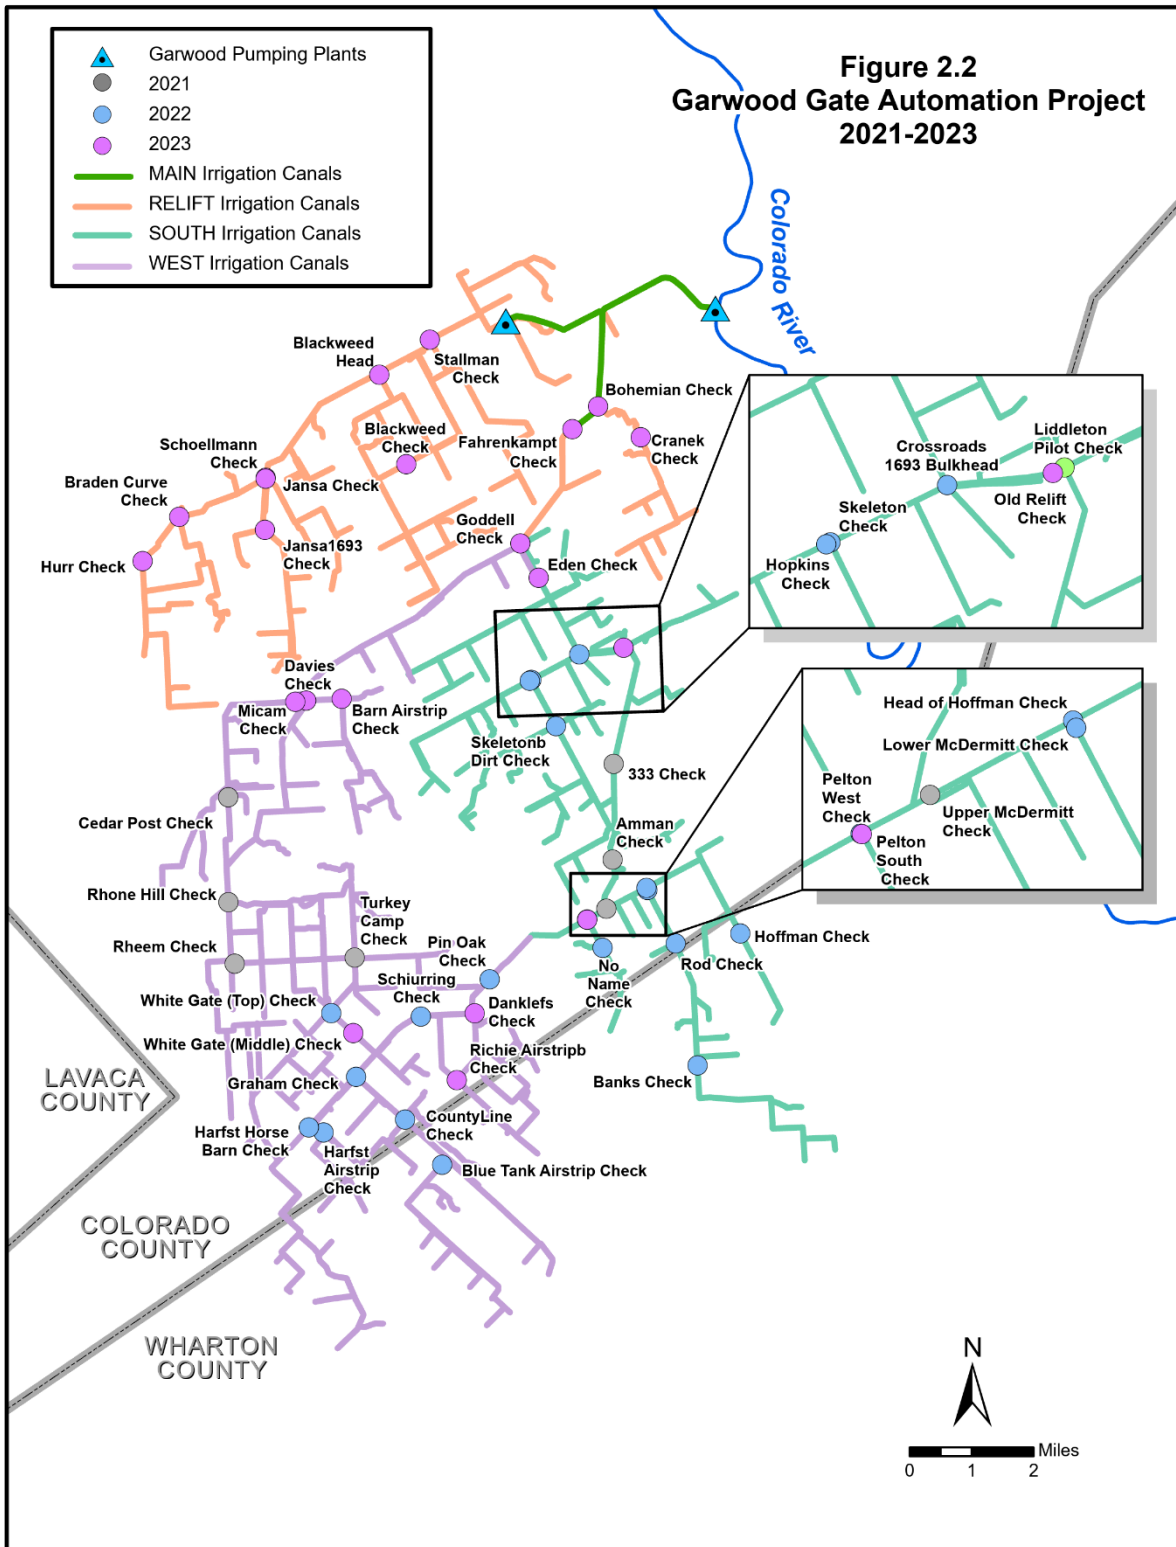 Figure 2.2
Garwood Gate Automation Project
2021-2023
Garwood Pumping Plants
2021
2022
2023
MAIN Irrigation Canals
RELIFT Irrigation Canals
SOUTH Irrigation Canals
WEST Irrigation Canals
Colorado River
Blackweed
Head
Stallman
Check
Bohemian Check
Blackweed
Check
Fahrenkampt
Check
Cranek
Check
Schoellmann
Check
Jansa Check
Braden Curve
Check
Jansa1693
Check
Hurr Check
Goddell
Check
Eden Check
Crossroads
1693 Bulkhead
Liddleton
Pilot Check
Old Relift
Check
Skeleton
Check
Hopkins
Check
Davies
Check
Micam
Check
Barn Airstrip
Check
Skeletonb
Dirt Check
333 Check
Head of Hoffman Check
Lower McDermitt Check
Pelton
West
Check
Upper McDermitt
Check
Pelton
South
Check
Cedar Post Check
Amman
Check
Rhone Hill Check
Turkey
Camp
Check
Rheem Check
Pin Oak
Check
Hoffman Check
Rod Check
No
Name
Check
Schiurring
Check
White Gate (Top) Check
Danklefs
Check
White Gate (Middle) Check
Richie Airstripb
Check
Graham Check
Banks Check
LAVACA
COUNTY
Harfst Horse
Barn Check
CountyLine
Check
Harfst
Airstrip
Check
Blue Tank Airstrip Check
COLORADO
COUNTY
WHARTON
COUNTY
N
Miles
0 1 2